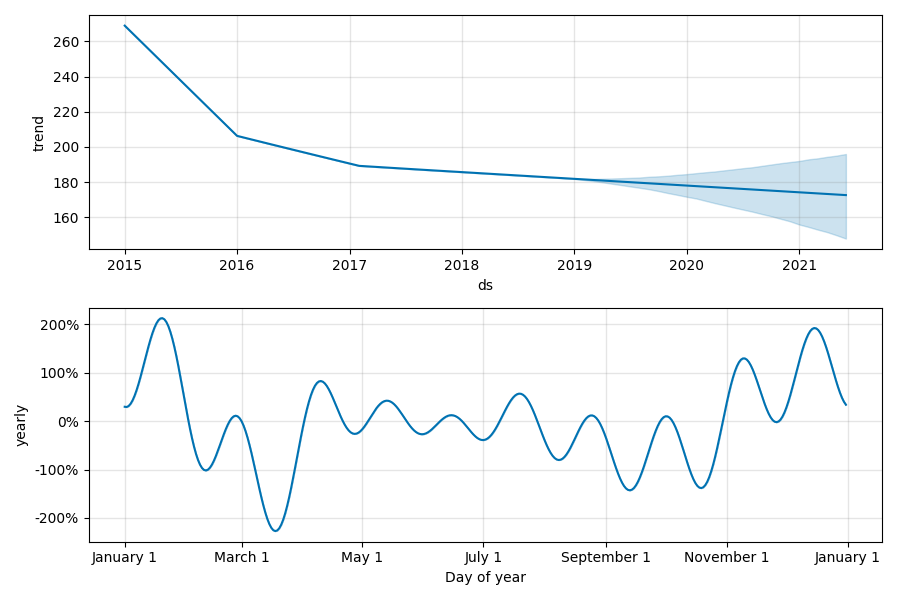 260
240
220
200
180
160
trend
2015 2016 2017 2018 2019 2020 2021
ds
200%
100%
0%
-100%
-200%
yearly
January 1 March 1 May 1 July 1 September 1 November 1 January 1
Day of year